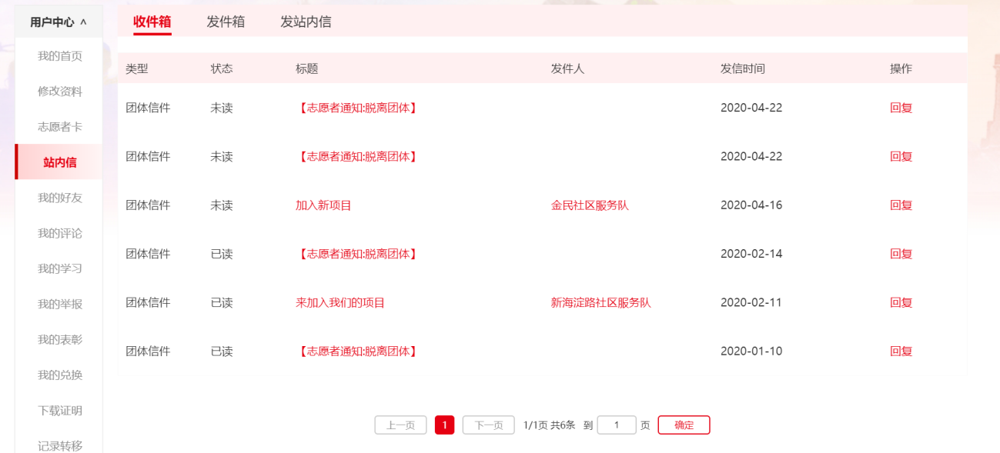 用户中心 ∧
我的首页
修改资料
志愿者卡
站内信
我的好友
我的评论
我的学习
我的举报
我的表彰
我的兑换
下载证明
记录转移
收件箱 发件箱 发站内信
类型 状态 标题 发件人 发信时间 操作
团体信件 未读 【志愿者通知:脱离团体】 2020-04-22 回复
团体信件 未读 【志愿者通知:脱离团体】 2020-04-22 回复
团体信件 未读 加入新项目 金民社区服务队 2020-04-16 回复
团体信件 已读 【志愿者通知:脱离团体】 2020-02-14 回复
团体信件 已读 来加入我们的项目 新海淀路社区服务队 2020-02-11 回复
团体信件 已读 【志愿者通知:脱离团体】 2020-01-10 回复
上一页 1 下一页 1/1页 共6条 到 1 页 确定